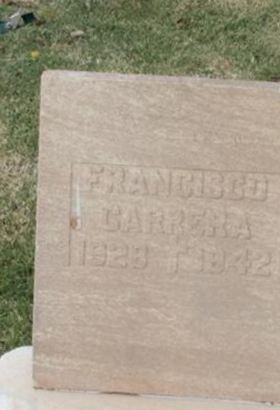 FRANCISCO
CARRERA
1928 † 1942